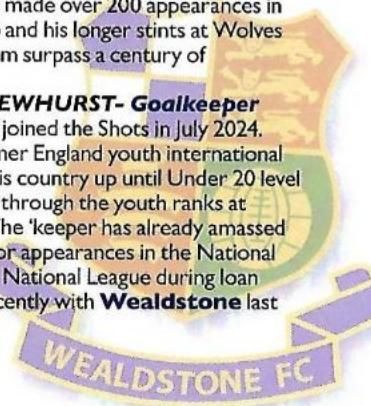 made over 200 appearances in
and his longer stints at Wolves
m surpass a century of
EWHURST- Goalkeeper
joined the Shots in July 2024.
ner England youth international
is country up until Under 20 level
through the youth ranks at
he 'keeper has already amassed
or appearances in the National
National League during loan
cently with Wealdstone last
WEALDSTONE FC